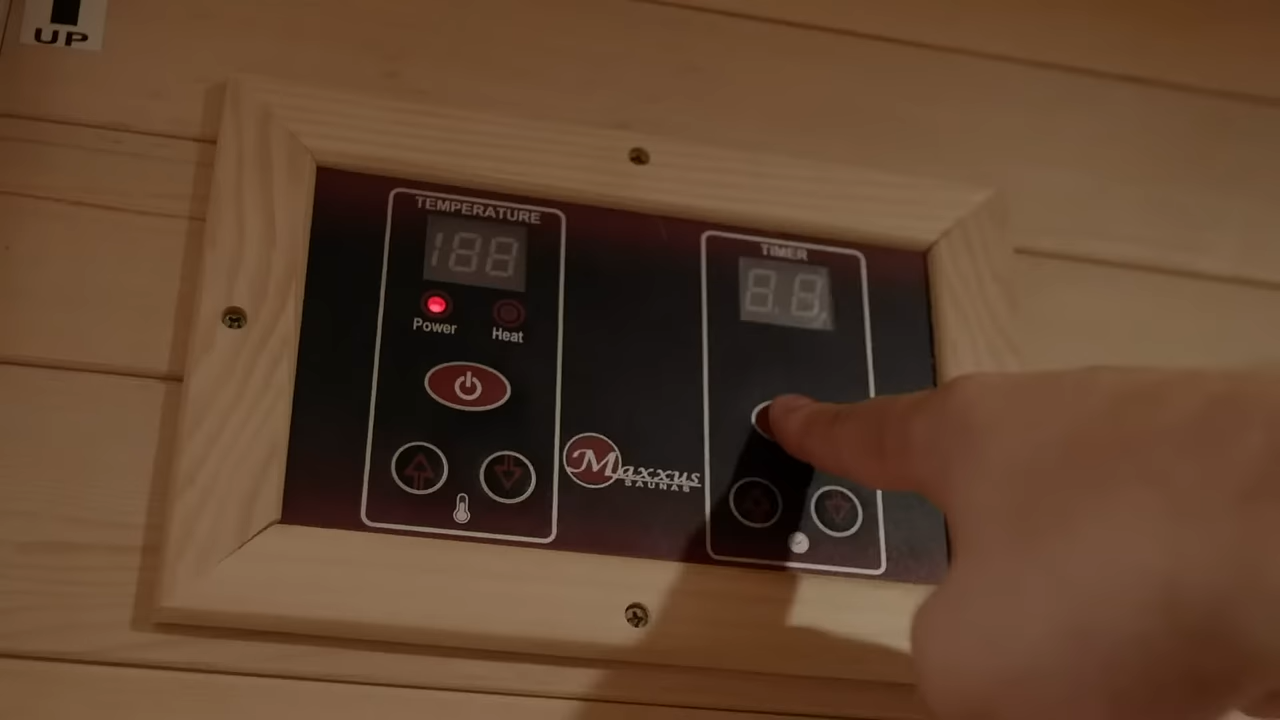 UP
TEMPERATURE
188
Power
Heat
TIMER
8.8.
Maxxus
SAUNAS